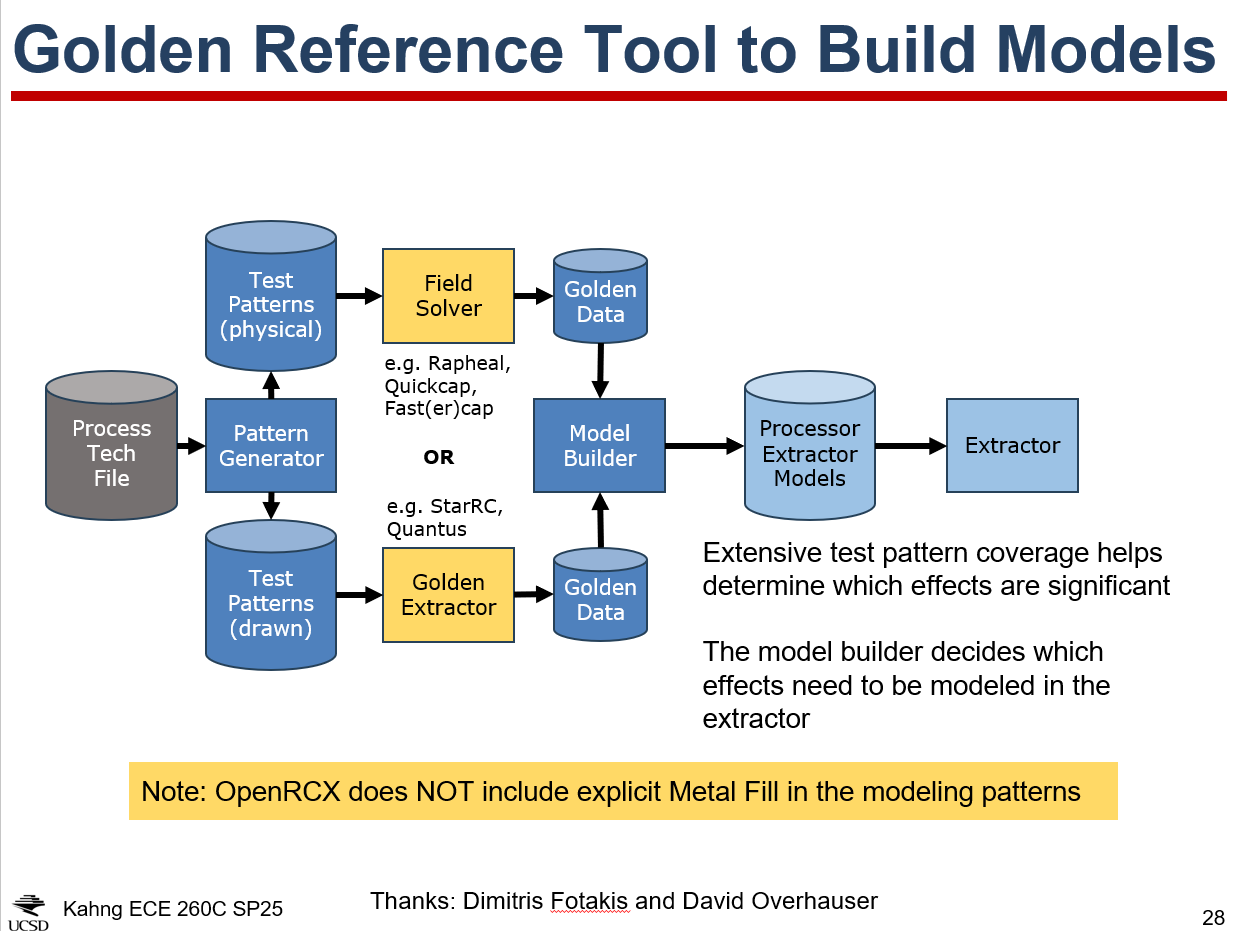 Golden Reference Tool to Build Models
Test
Patterns
(physical)
Field
Solver
Golden
Data
e.g. Rapheal,
Quickcap,
Fast(er)cap
Process
Tech
File
Pattern
Generator
OR
Model
Builder
Processor
Extractor
Models
Extractor
e.g. StarRC,
Quantus
Test
Patterns
(drawn)
Golden
Extractor
Golden
Data
Extensive test pattern coverage helps
determine which effects are significant
The model builder decides which
effects need to be modeled in the
extractor
Note: OpenRCX does NOT include explicit Metal Fill in the modeling patterns
UCSD
Kahng ECE 260C SP25
Thanks: Dimitris Fotakis and David Overhauser
28